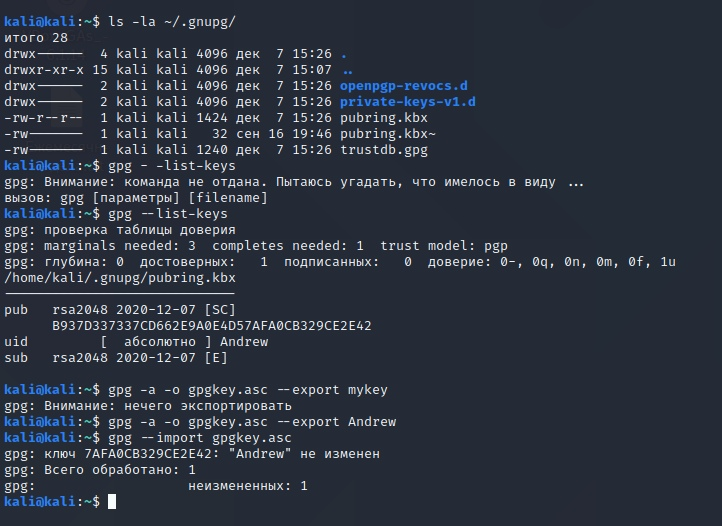 kali@kali:~$ ls -la ~/.gnupg/
итого 28
drwx------  4 kali kali 4096 дек  7 15:26 .
drwxr-xr-x 15 kali kali 4096 дек  7 15:07 ..
drwx------  2 kali kali 4096 дек  7 15:26 openpgp-revocs.d
drwx------  2 kali kali 4096 дек  7 15:26 private-keys-v1.d
-rw-r--r--  1 kali kali 1424 дек  7 15:26 pubring.kbx
-rw-------  1 kali kali   32 сен 16 19:46 pubring.kbx~
-rw-------  1 kali kali 1240 дек  7 15:26 trustdb.gpg
kali@kali:~$ gpg - -list-keys
gpg: Внимание: команда не отдана. Пытаюсь угадать, что имелось в виду ...
вызов: gpg [параметры] [filename]
kali@kali:~$ gpg --list-keys
gpg: проверка таблицы доверия
gpg: marginals needed: 3  completes needed: 1  trust model: pgp
gpg: глубина: 0  достоверных:   1  подписанных:   0  доверие: 0-, 0q, 0n, 0m, 0f, 1u
/home/kali/.gnupg/pubring.kbx
-----------------------------
pub   rsa2048 2020-12-07 [SC]
      B937D337337CD662E9A0E4D57AFA0CB329CE2E42
uid         [  абсолютно ] Andrew
sub   rsa2048 2020-12-07 [E]
kali@kali:~$ gpg -a -o gpgkey.asc --export mykey
gpg: Внимание: нечего экспортировать
kali@kali:~$ gpg -a -o gpgkey.asc --export Andrew
kali@kali:~$ gpg --import gpgkey.asc
gpg: ключ 7AFA0CB329CE2E42: "Andrew" не изменен
gpg: Всего обработано: 1
gpg:                 неизмененных: 1
kali@kali:~$